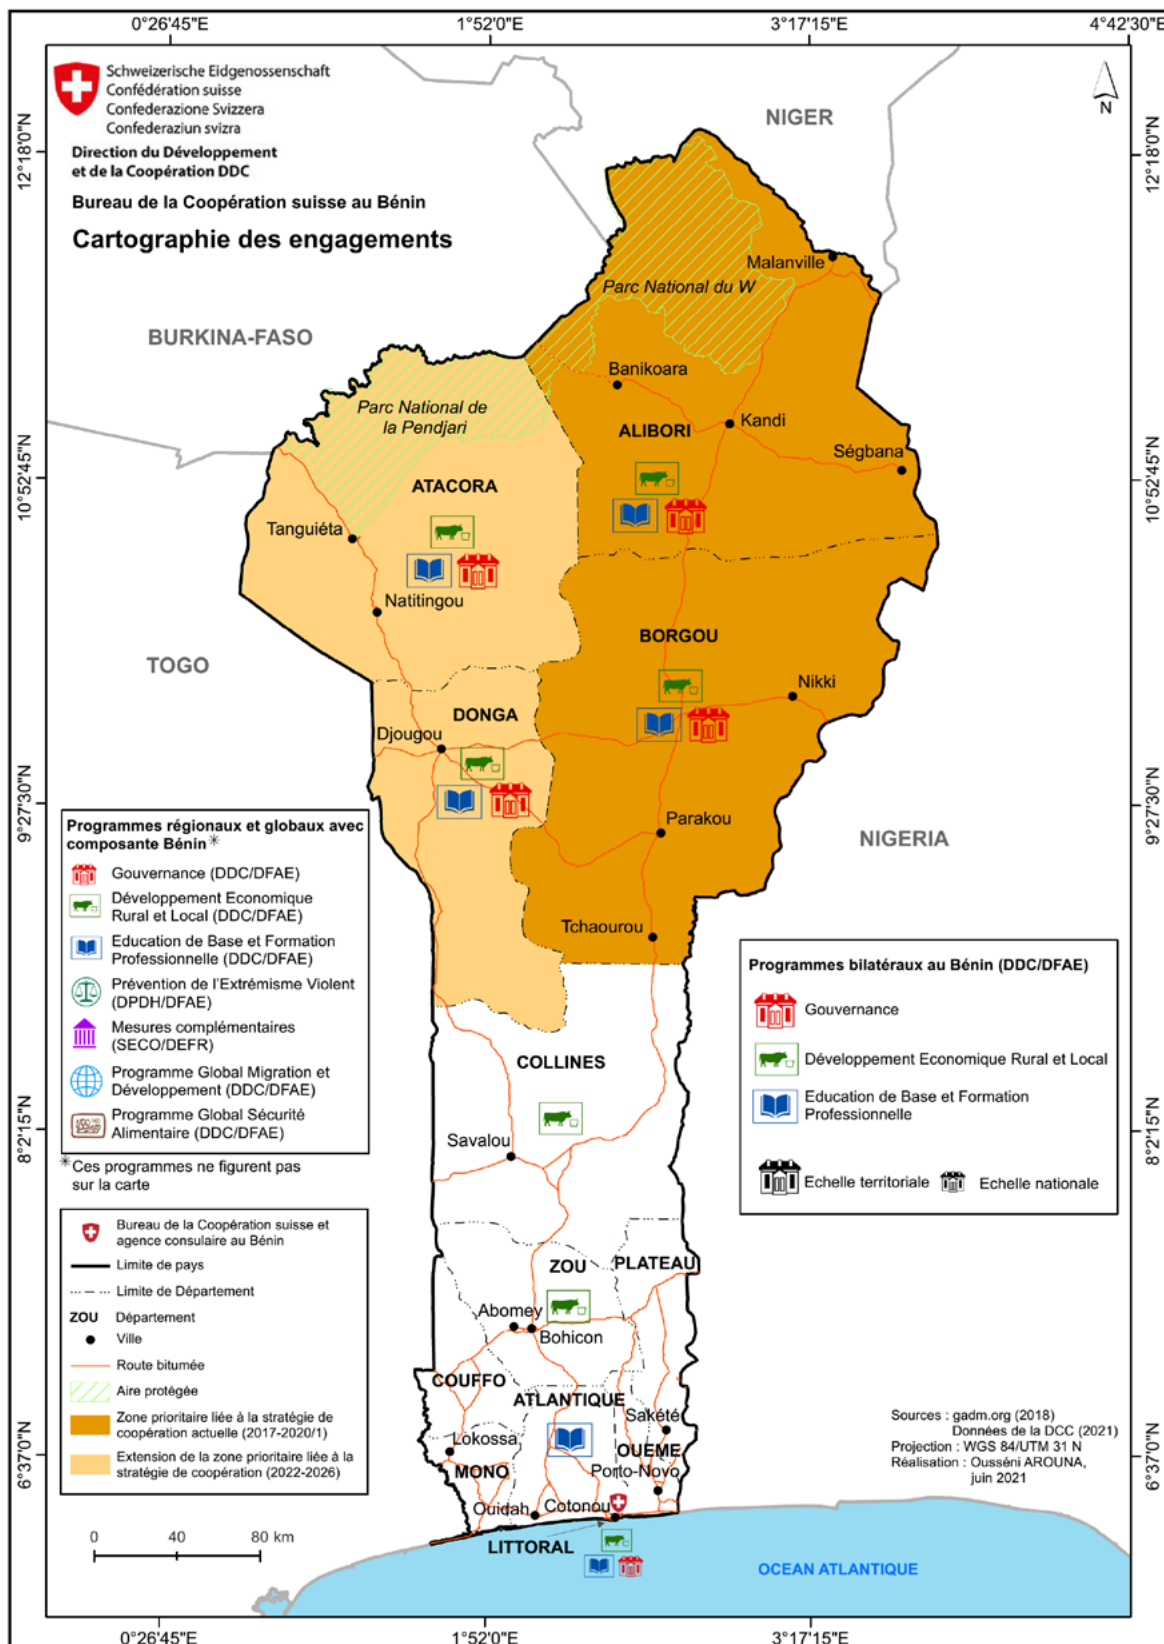 0°26'45"E 1°52'0"E 3°17'15"E 4°42'30"E
Schweizerische Eidgenossenschaft
Confédération suisse
Confederazione Svizzera
Confederaziun svizra
Direction du Développement
et de la Coopération DDC
Bureau de la Coopération suisse au Bénin
Cartographie des engagements
N
12°18'0"N
12°18'0"N
NIGER
Malanville
Parc National du W
BURKINA-FASO
Banikoara
Parc National de
la Pendjari
Kandi
ALIBORI
Ségbana
10°52'45"N
10°52'45"N
ATACORA
Tanguiéta
Natitingou
BORGOU
TOGO
Nikki
DONGA
Djougou
9°27'30"N
9°27'30"N
Parakou
NIGERIA
Tchaourou
Programmes régionaux et globaux avec
composante Bénin*
Gouvernance (DDC/DFAE)
Développement Economique
Rural et Local (DDC/DFAE)
Education de Base et Formation
Professionnelle (DDC/DFAE)
Prévention de l'Extrémisme Violent
(DPDH/DFAE)
Mesures complémentaires
(SECO/DEFR)
Programme Global Migration et
Développement (DDC/DFAE)
Programme Global Sécurité
Alimentaire (DDC/DFAE)
*Ces programmes ne figurent pas
sur la carte
Programmes bilatéraux au Bénin (DDC/DFAE)
Gouvernance
Développement Economique Rural et Local
Education de Base et Formation
Professionnelle
Echelle territoriale Echelle nationale
COLLINES
8°2'15"N
8°2'15"N
Savalou
Bureau de la Coopération suisse et
agence consulaire au Bénin
Limite de pays
Limite de Département
ZOU Département
Ville
Route bitumée
Aire protégée
Zone prioritaire liée à la stratégie de
coopération actuelle (2017-2020/1)
Extension de la zone prioritaire liée à la
stratégie de coopération (2022-2026)
ZOU
PLATEAU
Abomey
Bohicon
COUFFO
ATLANTIQUE
Sakété
Lokossa
OUEME
MONO
Porto-Novo
Ouidah
Cotonou
LITTORAL
6°37'0"N
6°37'0"N
Sources : gadm.org (2018)
Données de la DCC (2021)
Projection : WGS 84/UTM 31 N
Réalisation : Ousséni AROUNA,
juin 2021
0 40 80 km
OCEAN ATLANTIQUE
0°26'45"E 1°52'0"E 3°17'15"E